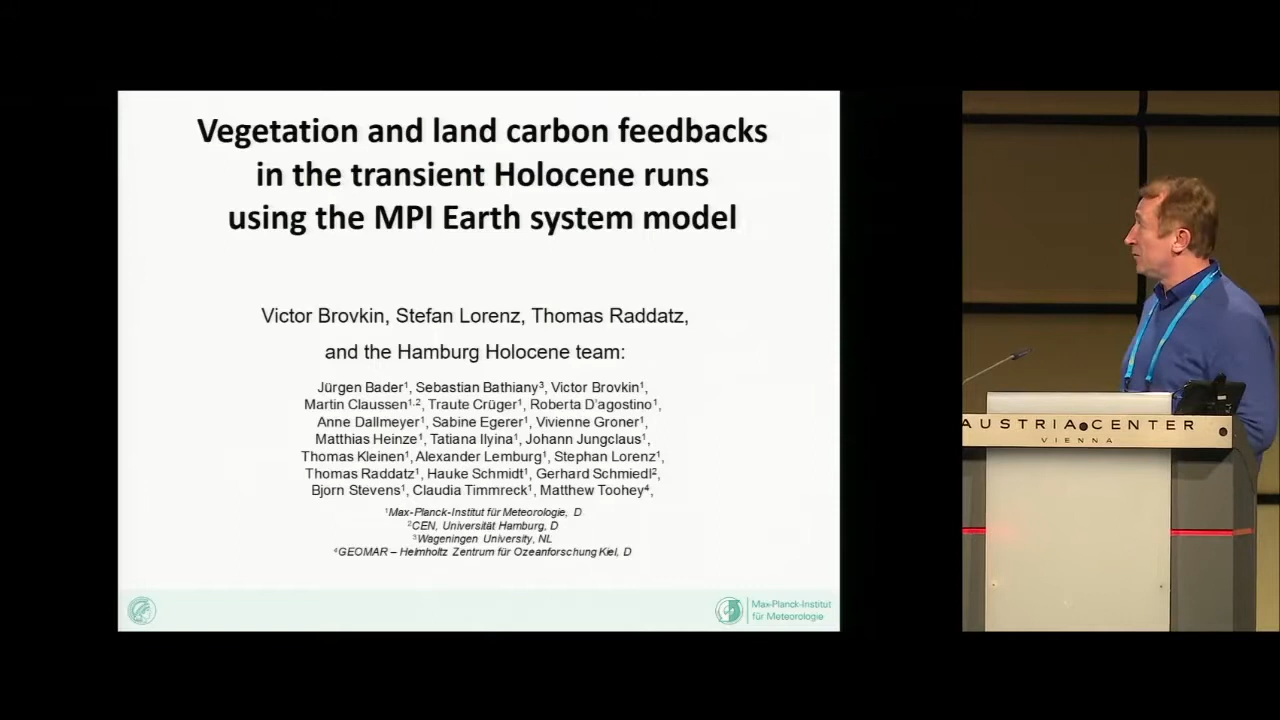 Vegetation and land carbon feedbacks
in the transient Holocene runs
using the MPI Earth system model
Victor Brovkin, Stefan Lorenz, Thomas Raddatz,
and the Hamburg Holocene team:
Jürgen Bader¹, Sebastian Bathiany³, Victor Brovkin¹,
Martin Claussen¹·², Traute Crüger¹, Roberta D'agostino¹,
Anne Dallmeyer¹, Sabine Egerer¹, Vivienne Groner¹,
Matthias Heinze¹, Tatiana Ilyina¹, Johann Jungclaus¹,
Thomas Kleinen¹, Alexander Lemburg¹, Stephan Lorenz¹,
Thomas Raddatz¹, Hauke Schmidt¹, Gerhard Schmiedl²,
Bjorn Stevens¹, Claudia Timmreck¹, Matthew Toohey⁴,
¹Max-Planck-Institut für Meteorologie, D
²CEN, Universität Hamburg, D
³Wageningen University, NL
⁴GEOMAR – Helmholtz Zentrum für Ozeanforschung Kiel, D
Max-Planck-Institut
für Meteorologie
AUSTRIA CENTER
VIENNA